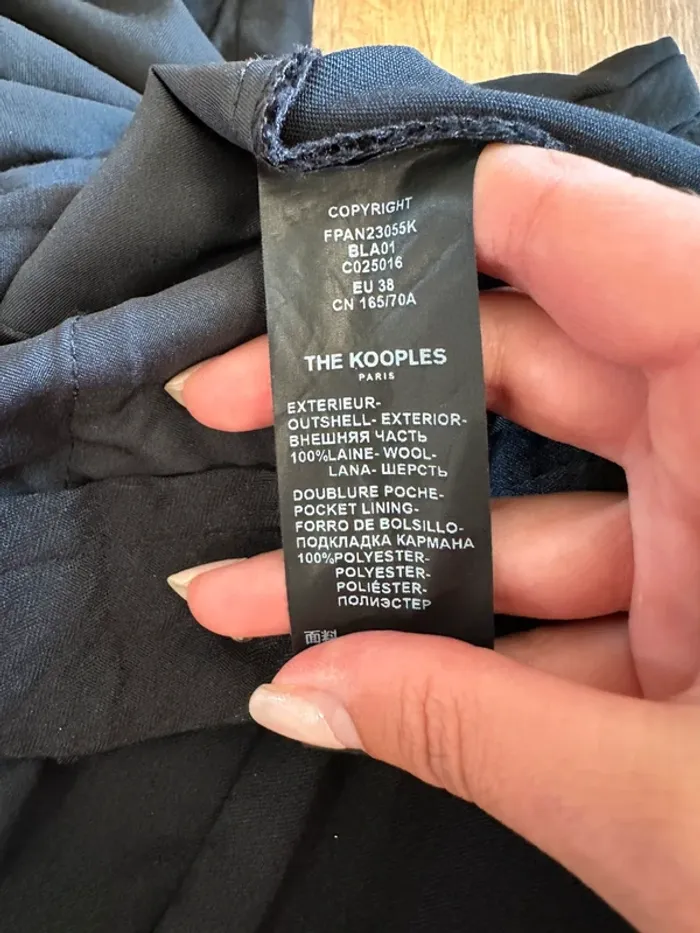 COPYRIGHT
FPAN23055K
BLA01
C025016
EU 38
CN 165/70A
THE KOOPLES
PARIS
EXTERIEUR-
OUTSHELL- EXTERIOR-
ВНЕШНЯЯ ЧАСТЬ
100%LAINE- WOOL-
LANA- ШЕРСТЬ
DOUBLURE POCHE-
POCKET LINING-
FORRO DE BOLSILLO-
ПОДКЛАДКА КАРМАНА
100%POLYESTER-
POLYESTER-
POLIÉSTER-
ПОЛИЭСТЕР
面料